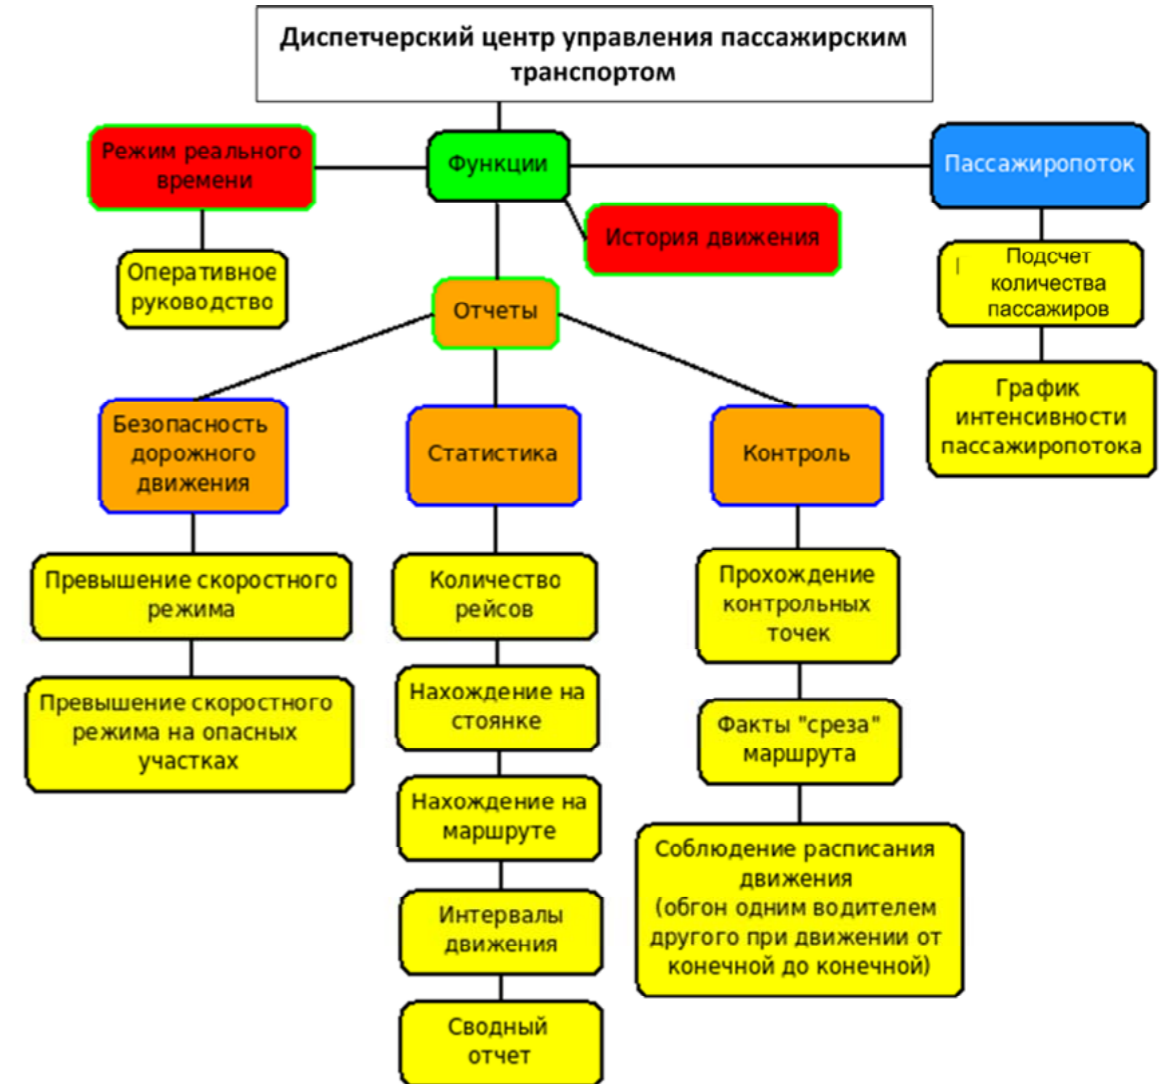 Диспетчерский центр управления пассажирским
транспортом
Режим реального
времени
Функции
Пассажиропоток
История движения
Оперативное
руководство
Подсчет
количества
пассажиров
Отчеты
График
интенсивности
пассажиропотока
Безопасность
дорожного
движения
Статистика
Контроль
Превышение скоростного
режима
Превышение скоростного
режима на опасных
участках
Количество
рейсов
Нахождение на
стоянке
Нахождение на
маршруте
Интервалы
движения
Сводный
отчет
Прохождение
контрольных
точек
Факты "среза"
маршрута
Соблюдение расписания
движения
(обгон одним водителем
другого при движении от
конечной до конечной)